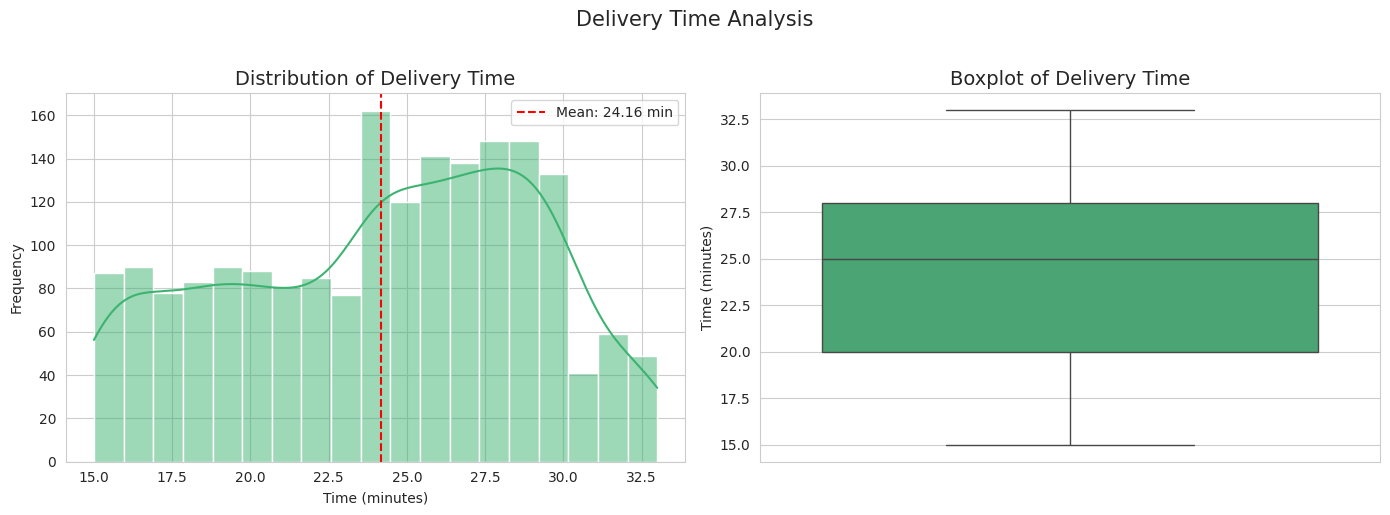 Delivery Time Analysis
Distribution of Delivery Time
Mean: 24.16 min
Frequency
160
140
120
100
80
60
40
20
0
15.0 17.5 20.0 22.5 25.0 27.5 30.0 32.5
Time (minutes)
Boxplot of Delivery Time
Time (minutes)
32.5
30.0
27.5
25.0
22.5
20.0
17.5
15.0